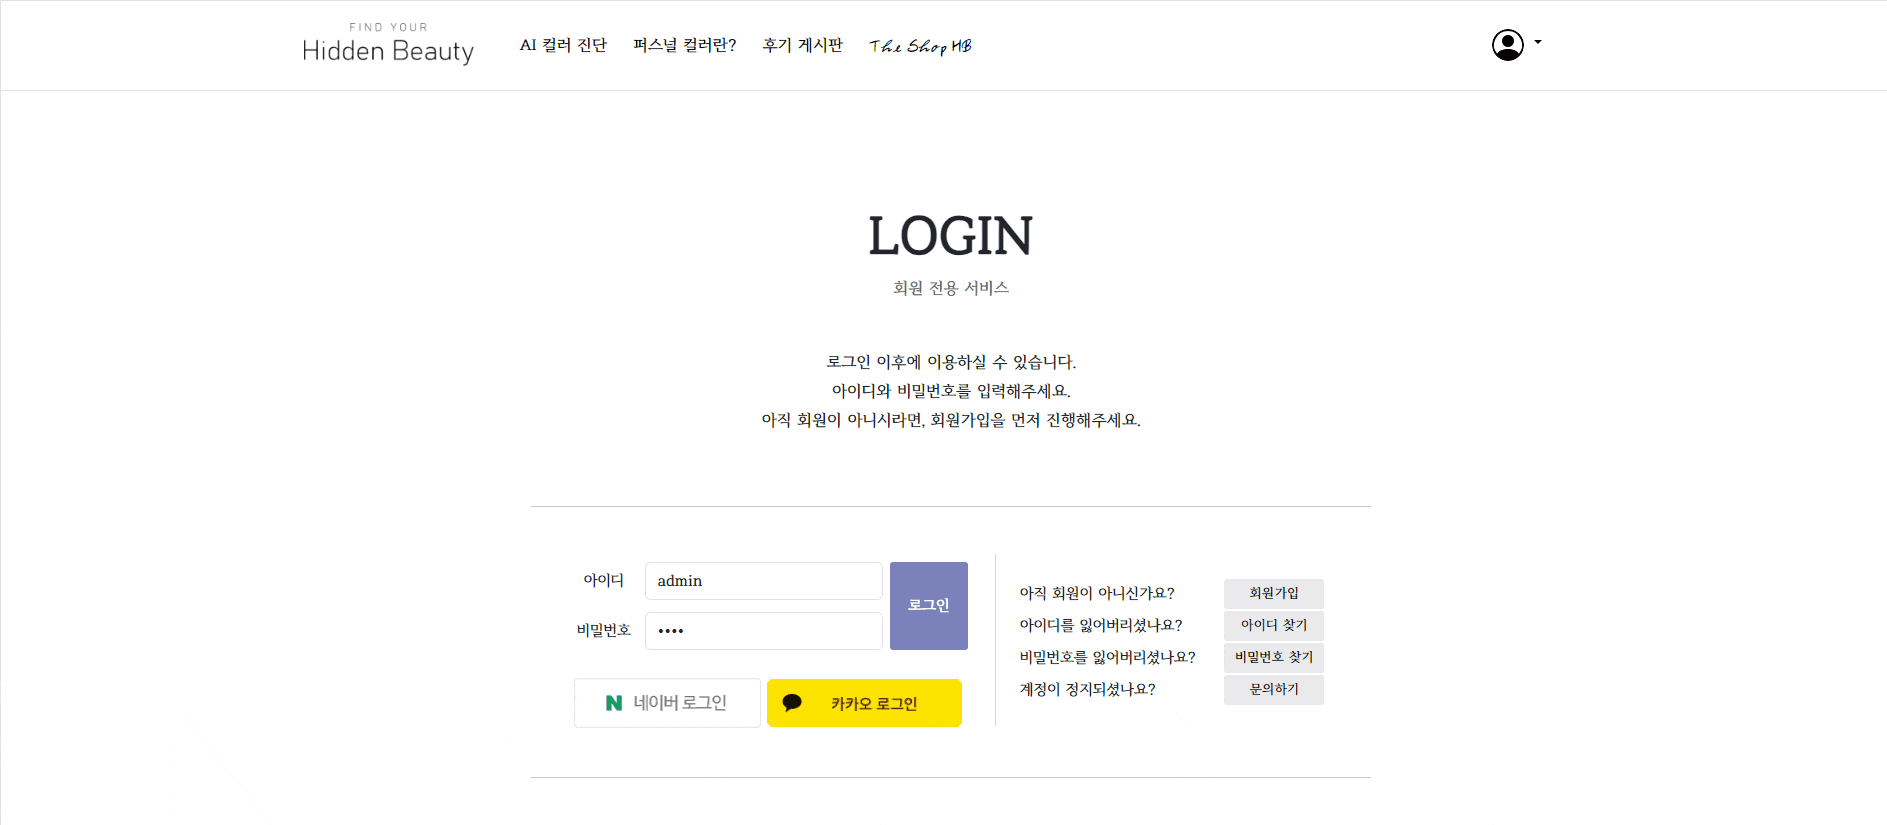 FIND YOUR
Hidden Beauty
AI 컬러 진단
퍼스널 컬러란?
후기 게시판
The Shop HB
LOGIN
회원 전용 서비스
로그인 이후에 이용하실 수 있습니다.
아이디와 비밀번호를 입력해주세요.
아직 회원이 아니시라면, 회원가입을 먼저 진행해주세요.
아이디
admin
비밀번호
••••
로그인
N 네이버 로그인
카카오 로그인
아직 회원이 아니신가요?
회원가입
아이디를 잃어버리셨나요?
아이디 찾기
비밀번호를 잃어버리셨나요?
비밀번호 찾기
계정이 정지되셨나요?
문의하기